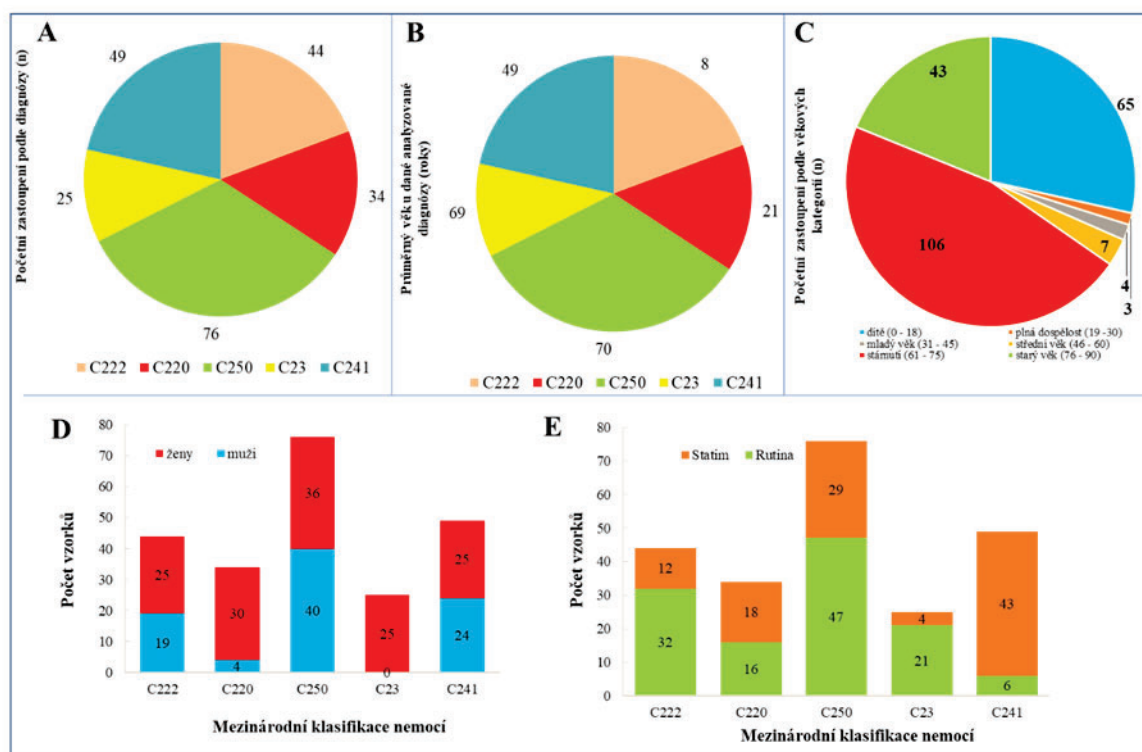 A
Početní zastoupení podle diagnózy (n)
49
44
25
34
76
C222 C220 C250 C23 C241
B
Průměrný věk u dané analyzované
diagnózy (roky)
49
8
69
21
70
C222 C220 C250 C23 C241
C
Početní zastoupení podle věkových
kategorií (n)
43
65
106
7
4
3
dítě (0 - 18) plná dospělost (19 -30)
mladý věk (31 - 45) střední věk (46 - 60)
stárnutí (61 - 75) starý věk (76 - 90)
D
ženy muži
Počet vzorků
80
70
60
50
40
30
20
10
0
25
19
30
4
36
40
25
0
25
24
C222 C220 C250 C23 C241
Mezinárodní klasifikace nemocí
E
Statim Rutina
Počet vzorků
80
70
60
50
40
30
20
10
0
12
32
18
16
29
47
4
21
43
6
C222 C220 C250 C23 C241
Mezinárodní klasifikace nemocí